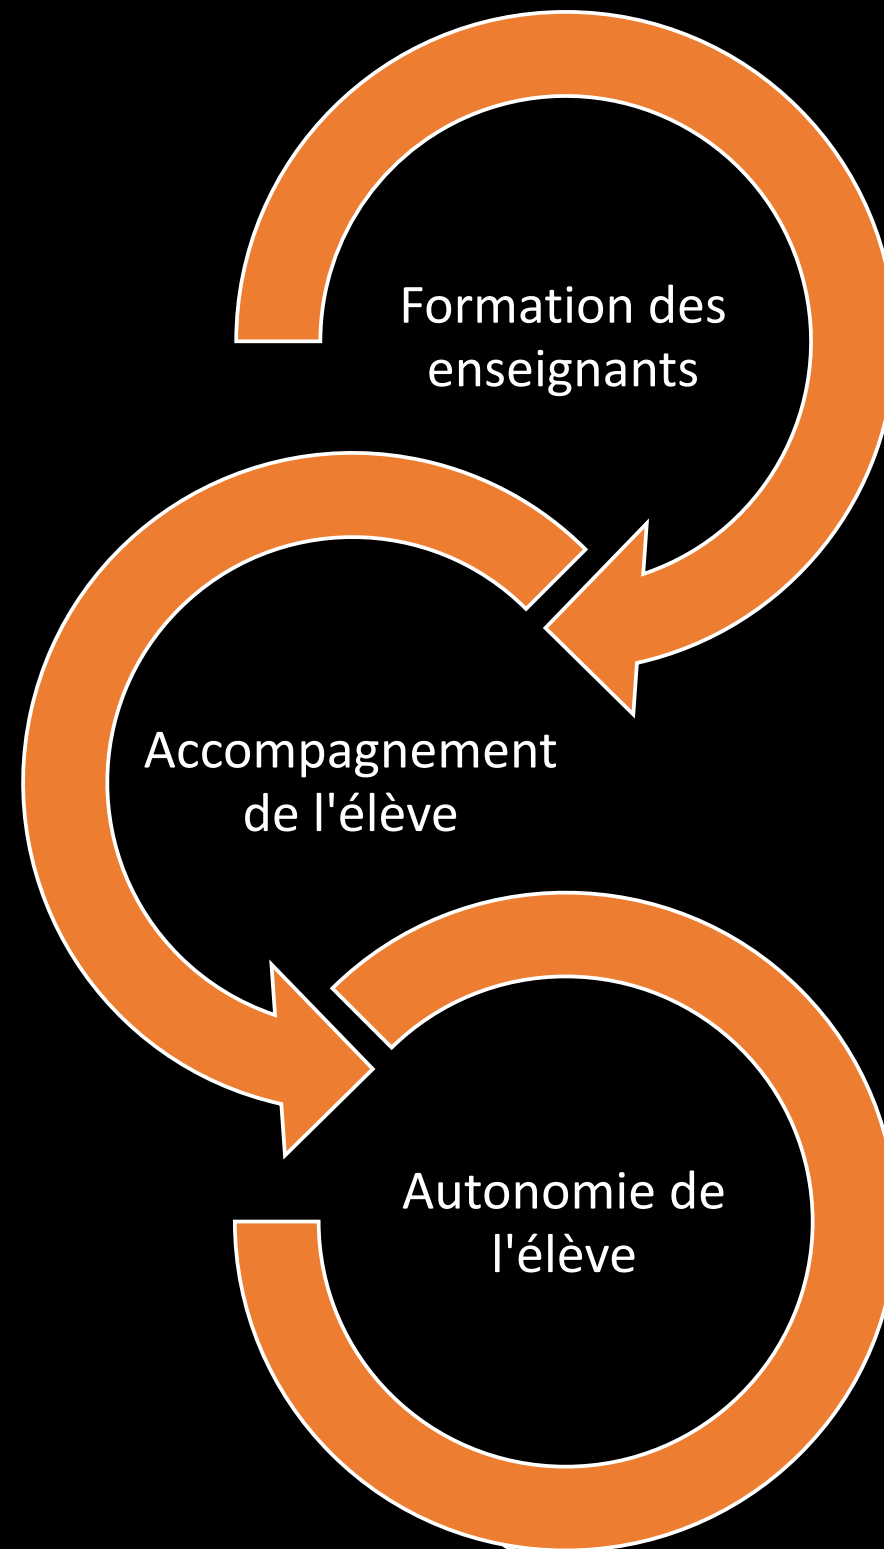 Formation des
enseignants
Accompagnement
de l'élève
Autonomie de
l'élève